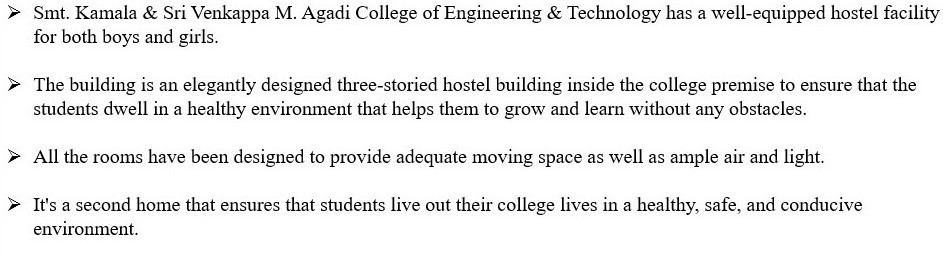 ➢ Smt. Kamala & Sri Venkappa M. Agadi College of Engineering & Technology has a well-equipped hostel facility
for both boys and girls.
➢ The building is an elegantly designed three-storied hostel building inside the college premise to ensure that the
students dwell in a healthy environment that helps them to grow and learn without any obstacles.
➢ All the rooms have been designed to provide adequate moving space as well as ample air and light.
➢ It's a second home that ensures that students live out their college lives in a healthy, safe, and conducive
environment.